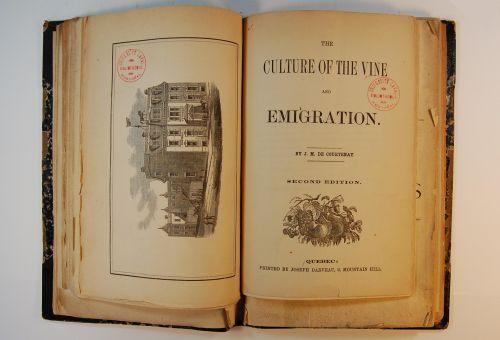 THE
CULTURE OF THE VINE
AND
EMIGRATION.
BY J. M. DE COURTENAY.
SECOND EDITION.
QUEBEC:
PRINTED BY JOSEPH DARVEAU, 8, MOUNTAIN HILL.